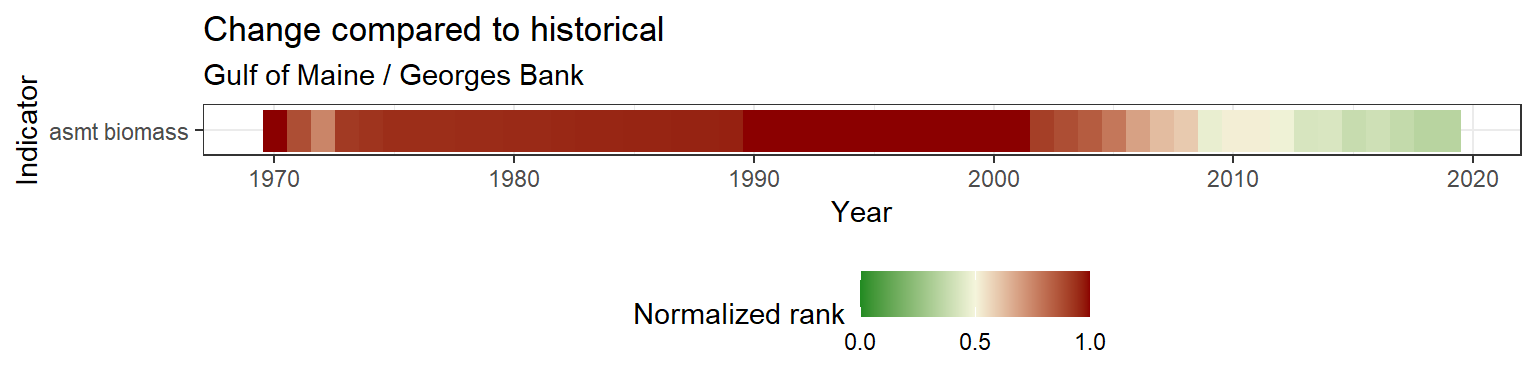 Change compared to historical
Gulf of Maine / Georges Bank
Indicator
asmt biomass
1970 1980 1990 2000 2010 2020
Year
Normalized rank
0.0 0.5 1.0